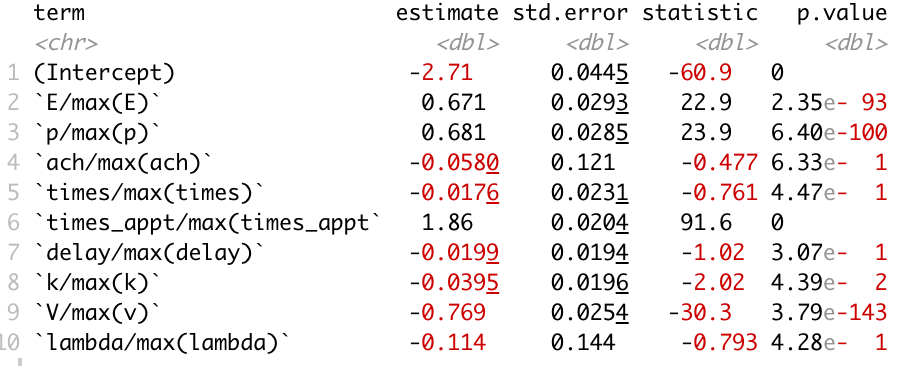 term estimate std.error statistic p.value
<chr> <dbl> <dbl> <dbl> <dbl>
1 (Intercept) -2.71 0.0445 -60.9 0
2 `E/max(E)` 0.671 0.0293 22.9 2.35e- 93
3 `p/max(p)` 0.681 0.0285 23.9 6.40e-100
4 `ach/max(ach)` -0.0580 0.121 -0.477 6.33e- 1
5 `times/max(times)` -0.0176 0.0231 -0.761 4.47e- 1
6 `times_appt/max(times_appt` 1.86 0.0204 91.6 0
7 `delay/max(delay)` -0.0199 0.0194 -1.02 3.07e- 1
8 `k/max(k)` -0.0395 0.0196 -2.02 4.39e- 2
9 `V/max(v)` -0.769 0.0254 -30.3 3.79e-143
10 `lambda/max(lambda)` -0.114 0.144 -0.793 4.28e- 1